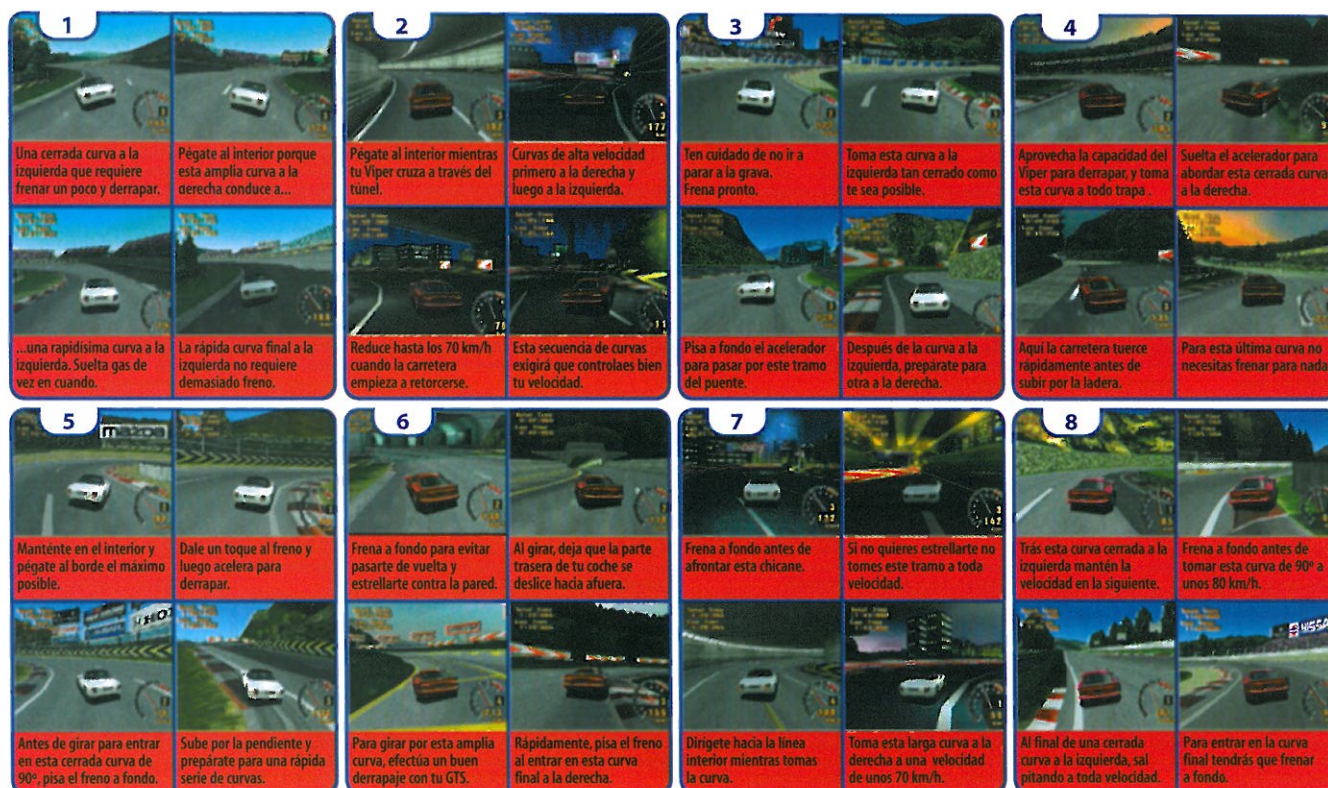 1
Una cerrada curva a la
izquierda que requiere
frenar un poco y derrapar.
Pégate al interior porque
esta amplia curva a la
derecha conduce a...
...una rapidísima curva a la
izquierda. Suelta gas de
vez en cuando.
La rápida curva final a la
izquierda no requiere
demasiado freno.
2
Pégate al interior mientras
tu Viper cruza a través del
túnel.
3
177
Curvas de alta velocidad
primero a la derecha y
luego a la izquierda.
Reduce hasta los 70 km/h
cuando la carretera
empieza a retorcerse.
Esta secuencia de curvas
exigirá que controlaes bien
tu velocidad.
3
Ten cuidado de no ir a
parar a la grava.
Frena pronto.
Toma esta curva a la
izquierda tan cerrado como
te sea posible.
Pisa a fondo el acelerador
para pasar por este tramo
del puente.
Después de la curva a la
izquierda, prepárate para
otra a la derecha.
4
Aprovecha la capacidad del
Viper para derrapar, y toma
esta curva a todo trapa .
Suelta el acelerador para
abordar esta cerrada curva
a la derecha.
Aquí la carretera tuerce
rápidamente antes de
subir por la ladera.
Para esta última curva no
necesitas frenar para nada
5
mazda
Manténte en el interior y
pégate al borde el máximo
posible.
Dale un toque al freno y
luego acelera para
derrapar.
Antes de girar para entrar
en esta cerrada curva de
90º, pisa el freno a fondo.
Sube por la pendiente y
prepárate para una rápida
serie de curvas.
6
Frena a fondo para evitar
pasarte de vuelta y
estrellarte contra la pared.
Al girar, deja que la parte
trasera de tu coche se
deslice hacia afuera.
Para girar por esta amplia
curva, efectúa un buen
derrapaje con tu GTS.
Rápidamente, pisa el freno
al entrar en esta curva
final a la derecha.
7
3
132
Frena a fondo antes de
afrontar esta chicane.
3
142
Si no quieres estrellarte no
tomes este tramo a toda
velocidad.
Dirígete hacia la línea
interior mientras tomas
la curva.
Toma esta larga curva a la
derecha a una velocidad
de unos 70 km/h.
8
Trás esta curva cerrada a la
izquierda mantén la
velocidad en la siguiente.
Frena a fondo antes de
tomar esta curva de 90º a
unos 80 km/h.
Al final de una cerrada
curva a la izquierda, sal
pitando a toda velocidad.
NISSA
Para entrar en la curva
final tendrás que frenar
a fondo.